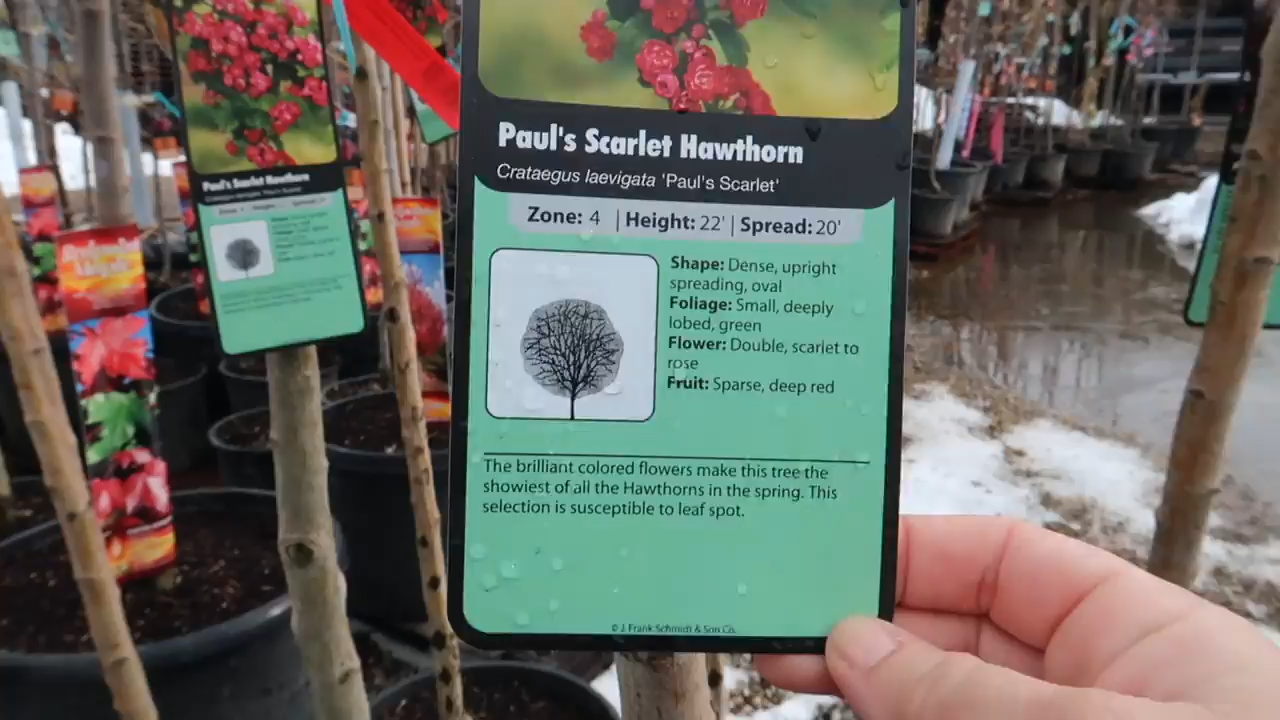 Paul's Scarlet Hawthorn
Crataegus laevigata 'Paul's Scarlet'
Zone: 4 | Height: 22' | Spread: 20'
Shape: Dense, upright
spreading, oval
Foliage: Small, deeply
lobed, green
Flower: Double, scarlet to
rose
Fruit: Sparse, deep red
The brilliant colored flowers make this tree the
showiest of all the Hawthorns in the spring. This
selection is susceptible to leaf spot.
© J. Frank Schmidt & Son Co.
Paul's Scarlet Hawthorn